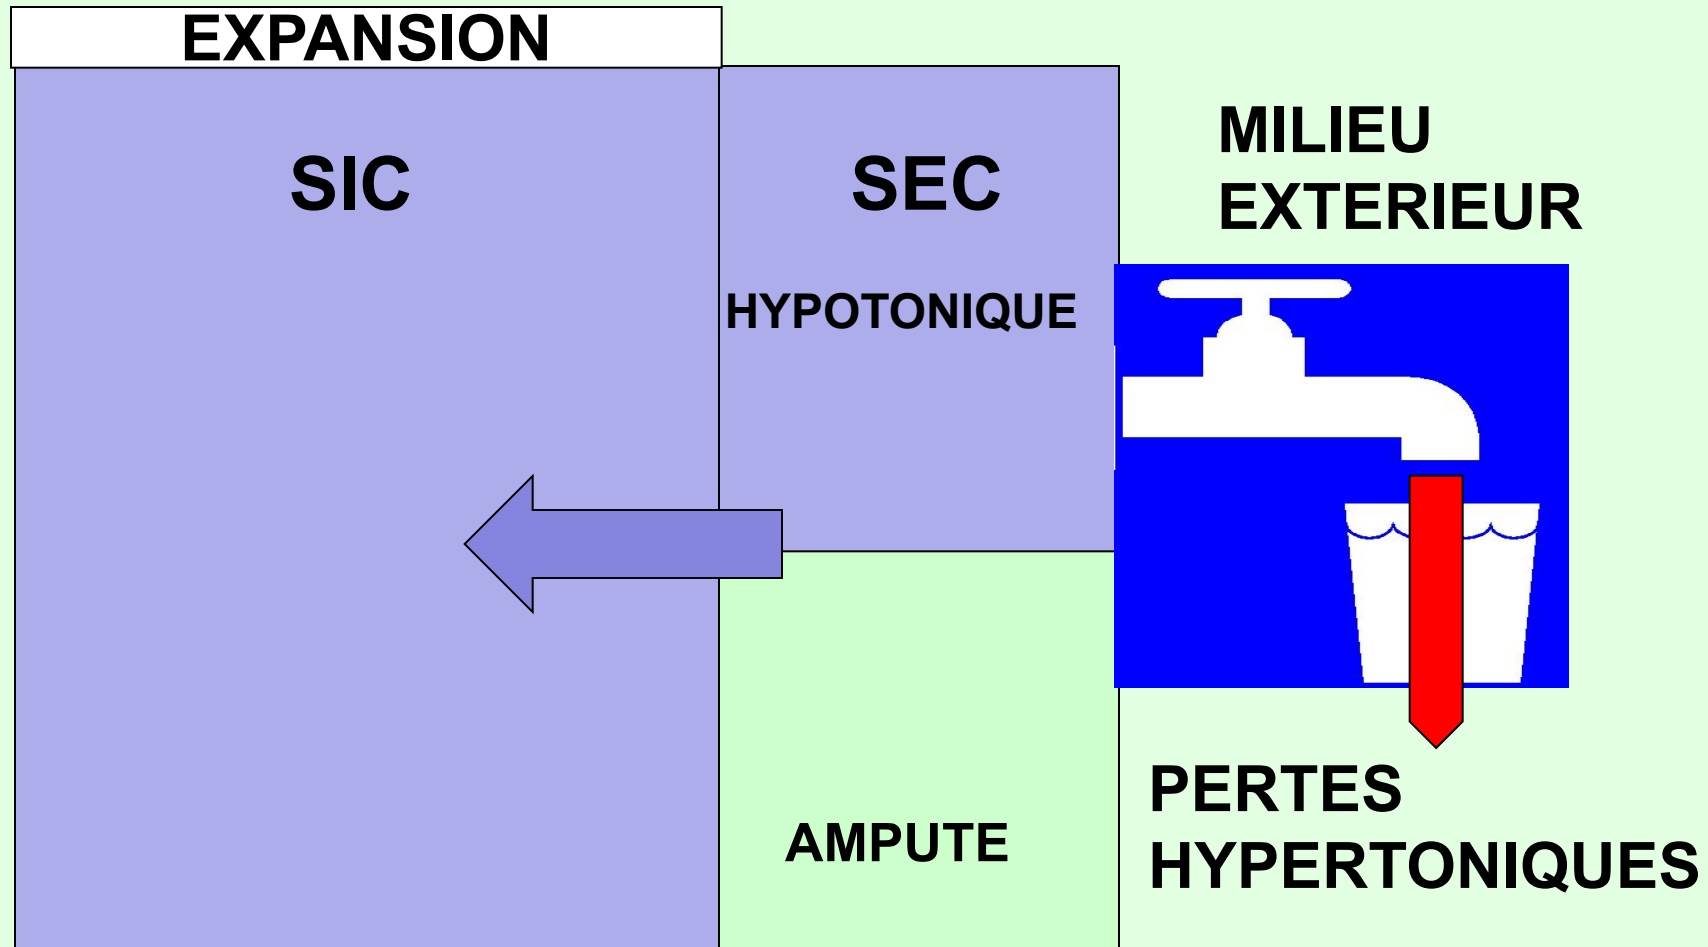 EXPANSION
SIC
SEC
HYPOTONIQUE
AMPUTE
MILIEU
EXTERIEUR
PERTES
HYPERTONIQUES